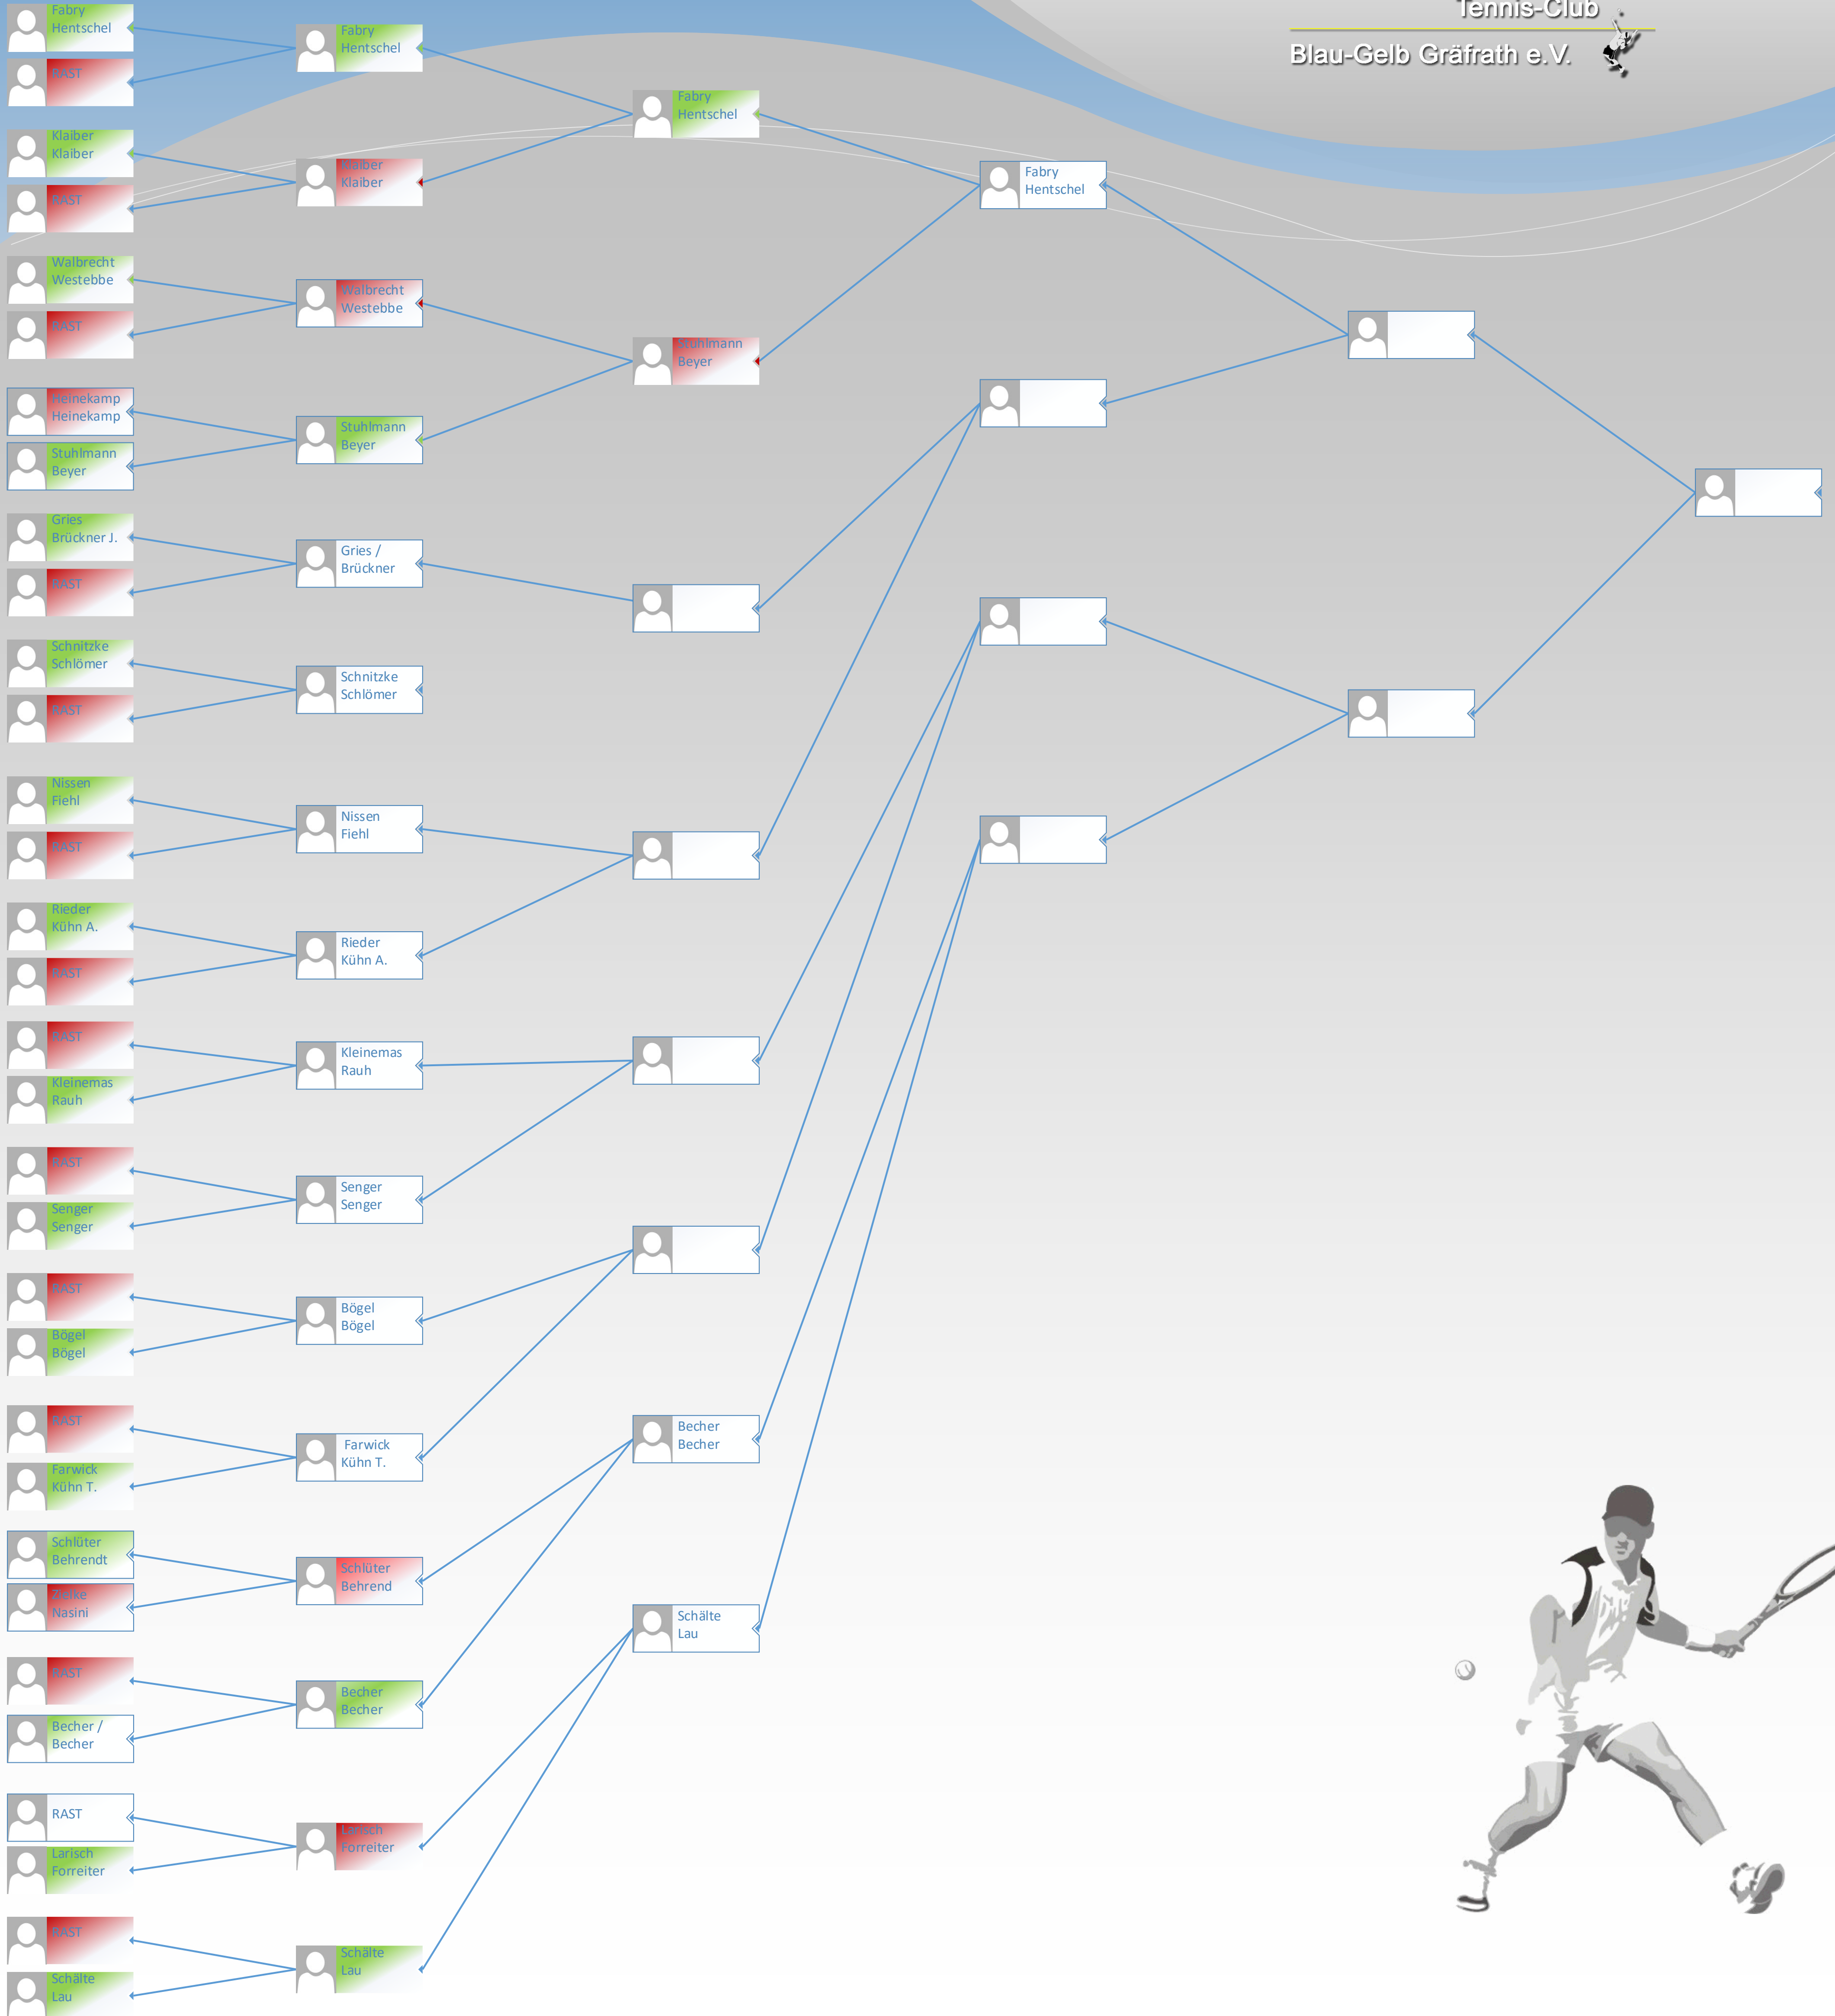 Tennis-Club
Blau-Gelb Gräfrath e.V.
Fabry
Hentschel
RAST
Klaiber
Klaiber
RAST
Walbrecht
Westebbe
RAST
Heinekamp
Heinekamp
Stuhlmann
Beyer
Gries
Brückner J.
RAST
Schnitzke
Schlömer
RAST
Nissen
Fiehl
RAST
Rieder
Kühn A.
RAST
RAST
Kleinemas
Rauh
RAST
Senger
Senger
RAST
Bögel
Bögel
RAST
Farwick
Kühn T.
Schlüter
Behrendt
Zielke
Nasini
RAST
Becher /
Becher
RAST
Larisch
Forreiter
RAST
Schälte
Lau
Fabry
Hentschel
Klaiber
Klaiber
Walbrecht
Westebbe
Stuhlmann
Beyer
Gries /
Brückner
Schnitzke
Schlömer
Nissen
Fiehl
Rieder
Kühn A.
Kleinemas
Rauh
Senger
Senger
Bögel
Bögel
Farwick
Kühn T.
Schlüter
Behrend
Becher
Becher
Larisch
Forreiter
Schälte
Lau
Fabry
Hentschel
Stuhlmann
Beyer
Becher
Becher
Schälte
Lau
Fabry
Hentschel